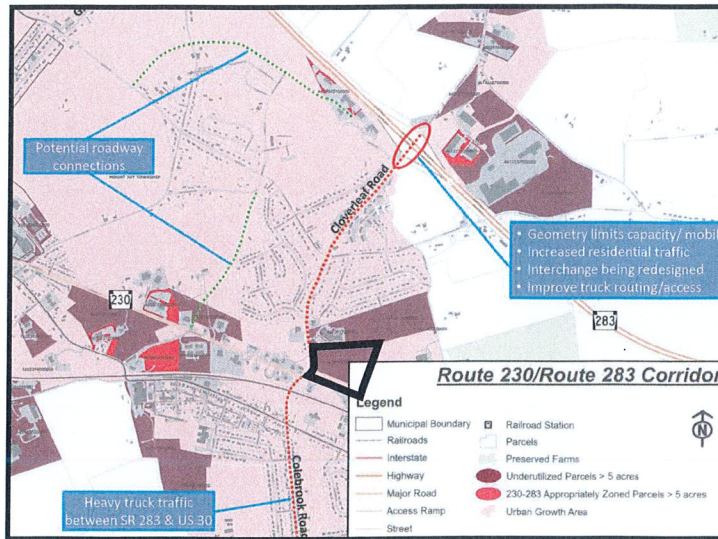 Potential roadway
connections
Cloverleaf Road
• Geometry limits capacity/ mobil
• Increased residential traffic
• Interchange being redesigned
• Improve truck routing/access
230
283
Route 230/Route 283 Corridor
Legend
Municipal Boundary
Railroads
Interstate
Highway
Major Road
Access Ramp
Street
Railroad Station
Parcels
Preserved Farms
Underutilized Parcels > 5 acres
230-283 Appropriately Zoned Parcels > 5 acres
Urban Growth Area
N
Colebrook Road
Heavy truck traffic
between SR 283 & US 30